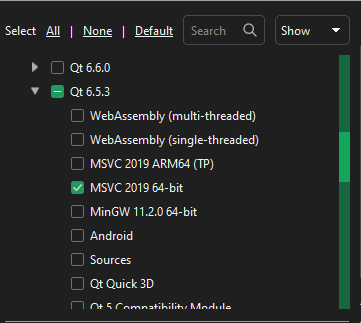 Select All | None | Default Search Show
Qt 6.6.0
Qt 6.5.3
WebAssembly (multi-threaded)
WebAssembly (single-threaded)
MSVC 2019 ARM64 (TP)
MSVC 2019 64-bit
MinGW 11.2.0 64-bit
Android
Sources
Qt Quick 3D
Qt 5 Compatibility Module